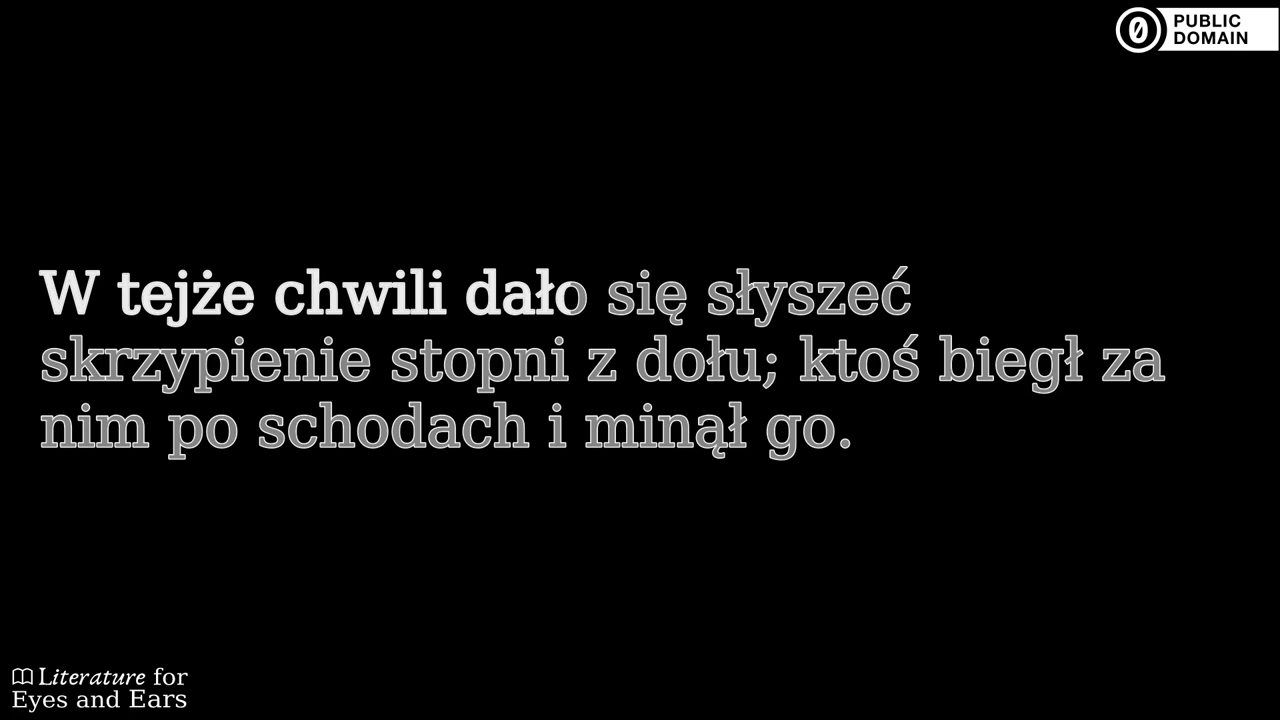 PUBLIC
DOMAIN
W tejże chwili dało się słyszeć
skrzypienie stopni z dołu; ktoś biegł za
nim po schodach i minął go.
Literature for
Eyes and Ears